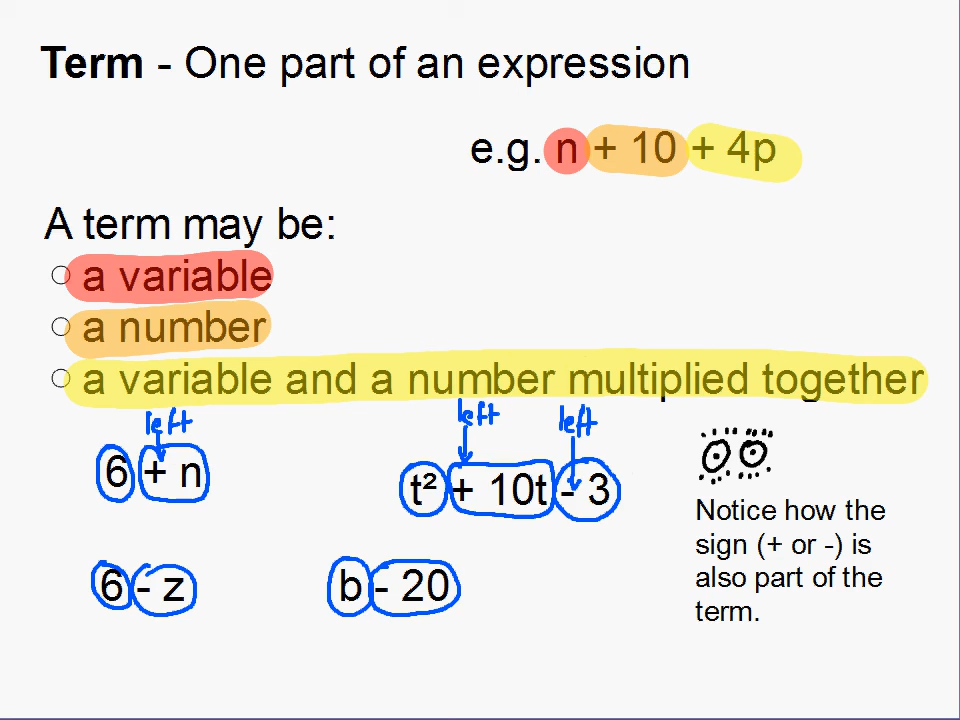 Term - One part of an expression
e.g. n + 10 + 4p
A term may be:
○ a variable
○ a number
○ a variable and a number multiplied together
left
left
left
6 + n
t² + 10t - 3
6 - z
b - 20
Notice how the
sign (+ or -) is
also part of the
term.